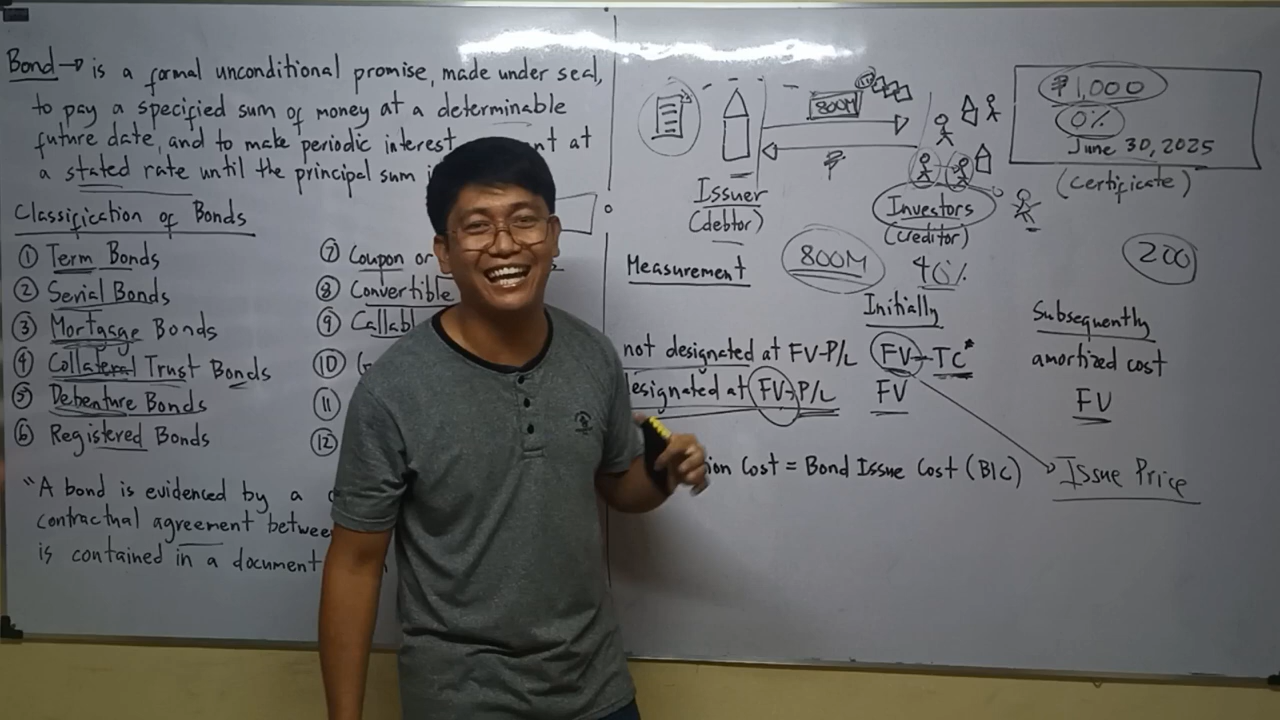 Bond → is a formal unconditional promise, made under seal,
to pay a specified sum of money at a determinable
future date, and to make periodic interest nt at
a stated rate until the principal sum
Classification of Bonds
① Term Bonds
② Serial Bonds
③ Mortgage Bonds
④ Collateral Trust Bonds
⑤ Debenture Bonds
⑥ Registered Bonds
⑦ Coupon or
⑧ Convertible
⑨ Callabl
⑩
⑪
⑫
"A bond is evidenced by a
contractual agreement betwee
is contained in a document
800M
₱
Issuer
(debtor)
Investors
(creditor)
₱1,000
0%
June 30, 2025
(certificate)
Measurement
800M
40%
200
Initially
Subsequently
not designated at FV-P/L FV-TC* amortized cost
esignated at FV-P/L FV FV
ion Cost = Bond Issue Cost (BIC)
Issue Price